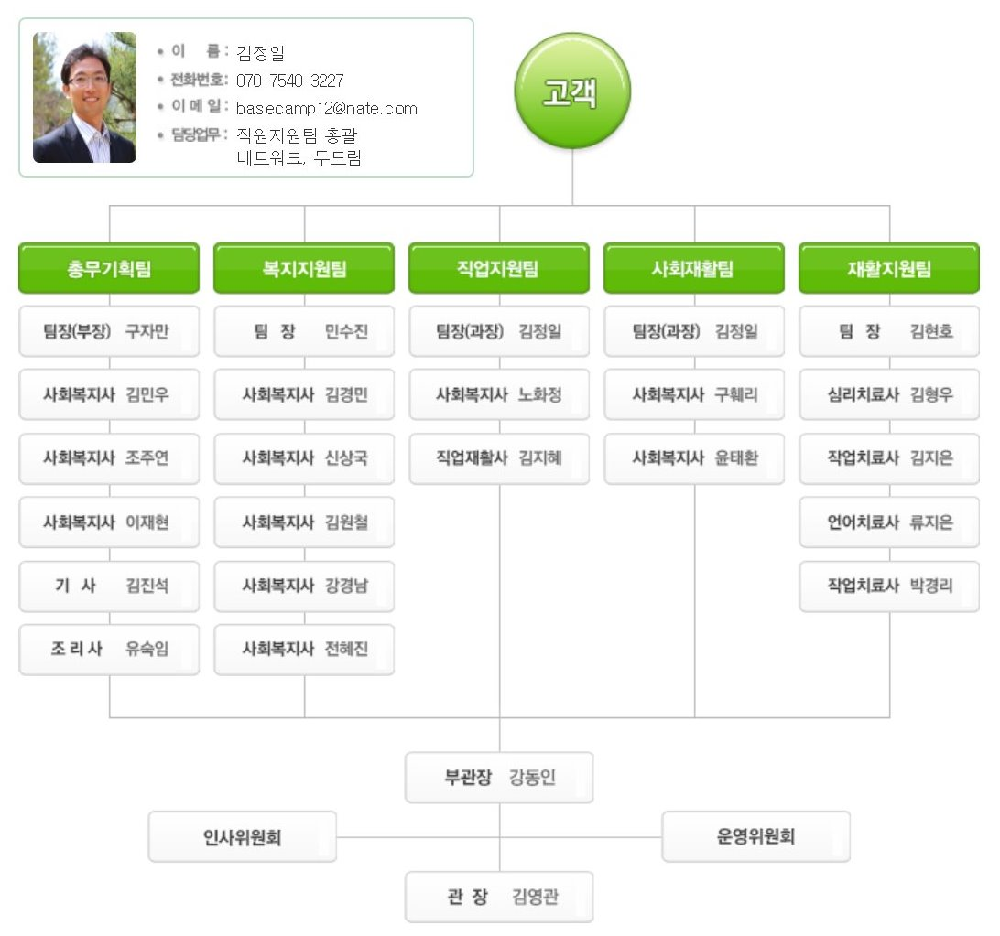 이 름 : 김정일
전화번호: 070-7540-3227
이 메 일 : basecamp12@nate.com
담당업무 : 직원지원팀 총괄
네트워크, 두드림
고객
총무기획팀
팀장(부장) 구자만
사회복지사 김민우
사회복지사 조주연
사회복지사 이재현
기 사 김진석
조 리 사 유숙임
복지지원팀
팀 장 민수진
사회복지사 김경민
사회복지사 신상국
사회복지사 김원철
사회복지사 강경남
사회복지사 전혜진
직업지원팀
팀장(과장) 김정일
사회복지사 노화정
직업재활사 김지혜
사회재활팀
팀장(과장) 김정일
사회복지사 구훼리
사회복지사 윤태환
재활지원팀
팀 장 김현호
심리치료사 김형우
작업치료사 김지은
언어치료사 류지은
작업치료사 박경리
부관장 강동인
인사위원회
운영위원회
관 장 김영관